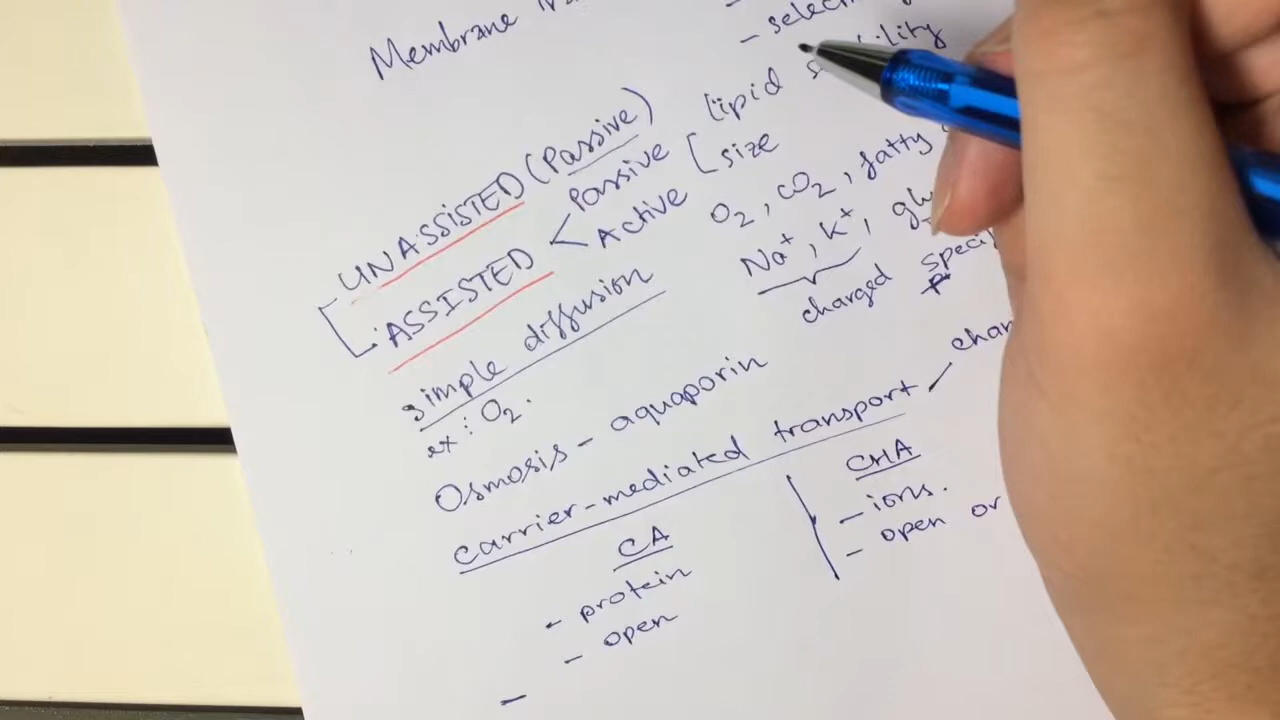 Membrane
- selec
UNASSISTED (Passive)
ASSISTED < Passive
Active
[ lipid
size
O2, CO2, fatty
Na+, K+,
charged
simple diffusion
ex: O2.
Osmosis - aquaporin
carrier-mediated transport
CA
- protein
- open
-
CHA
- ions.
- open or